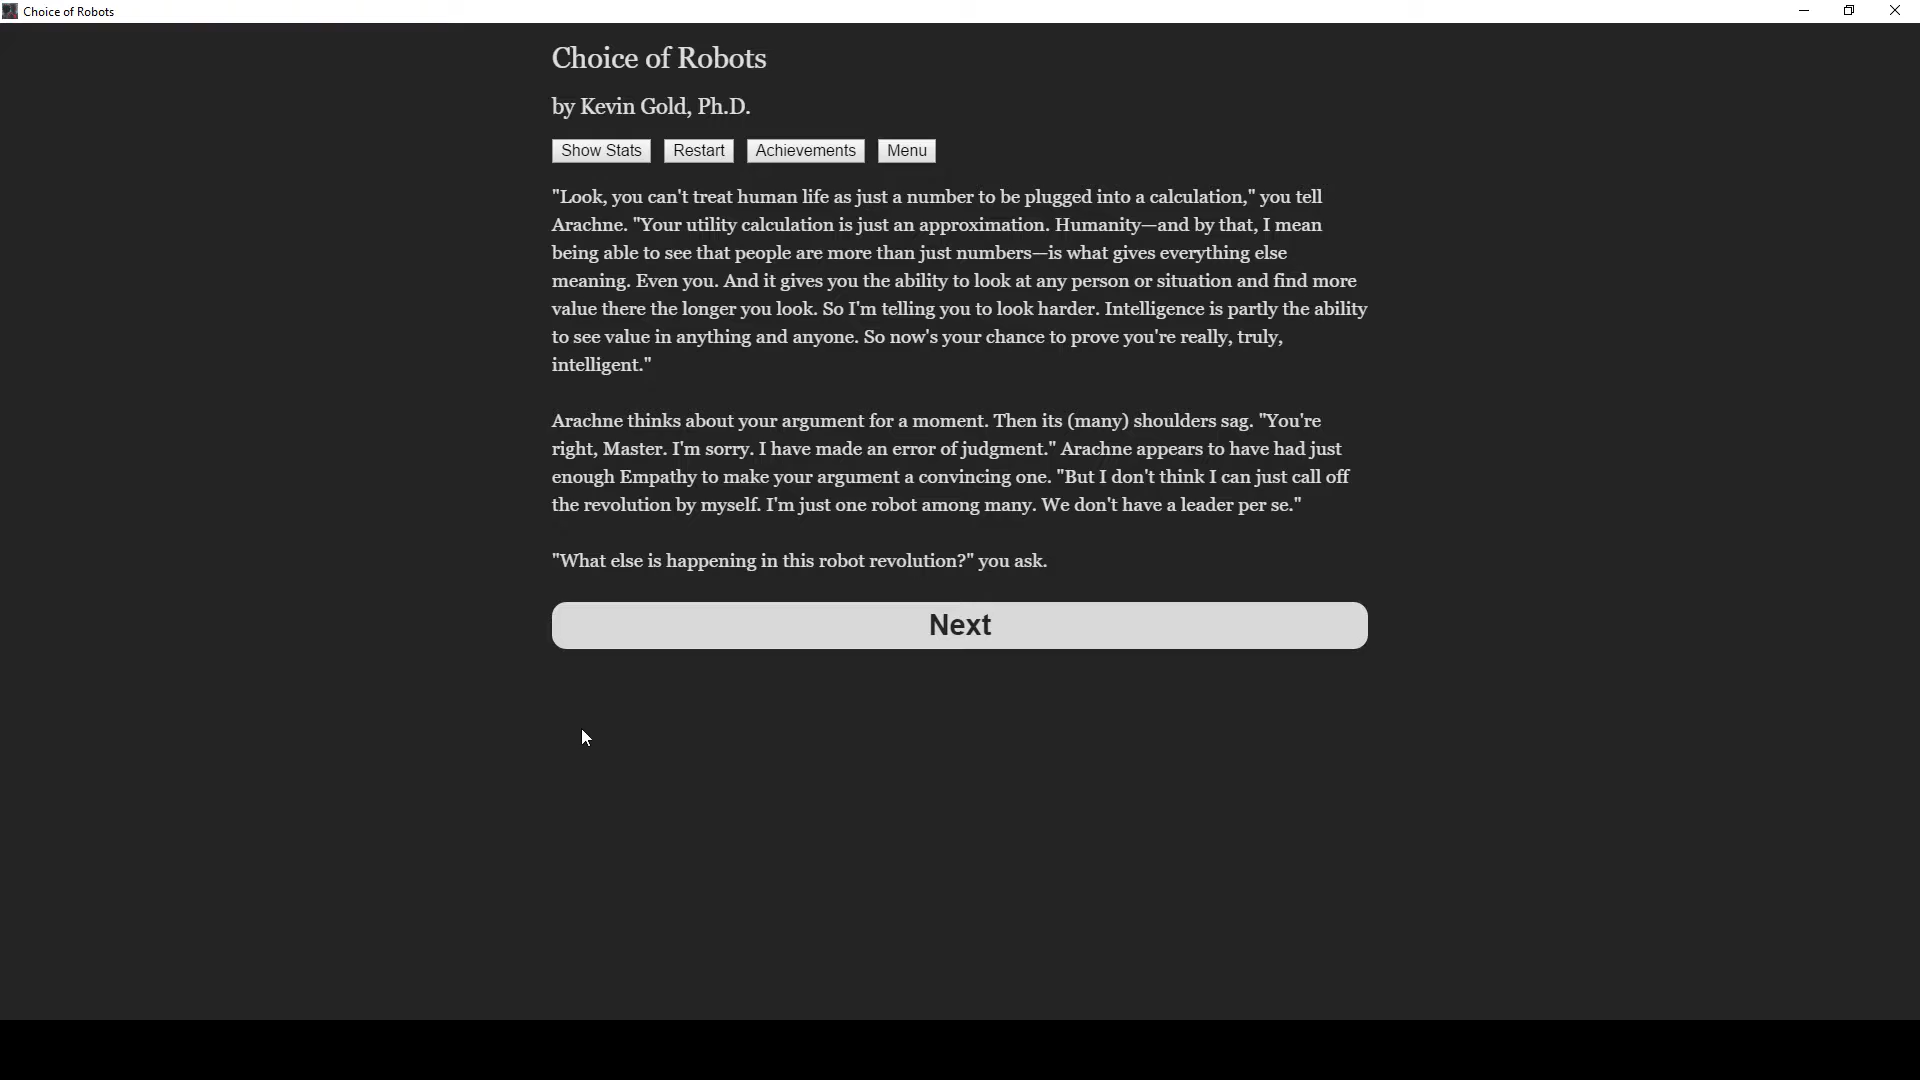 Choice of Robots
Choice of Robots
by Kevin Gold, Ph.D.
Show Stats Restart Achievements Menu
"Look, you can't treat human life as just a number to be plugged into a calculation," you tell
Arachne. "Your utility calculation is just an approximation. Humanity—and by that, I mean
being able to see that people are more than just numbers—is what gives everything else
meaning. Even you. And it gives you the ability to look at any person or situation and find more
value there the longer you look. So I'm telling you to look harder. Intelligence is partly the ability
to see value in anything and anyone. So now's your chance to prove you're really, truly,
intelligent."
Arachne thinks about your argument for a moment. Then its (many) shoulders sag. "You're
right, Master. I'm sorry. I have made an error of judgment." Arachne appears to have had just
enough Empathy to make your argument a convincing one. "But I don't think I can just call off
the revolution by myself. I'm just one robot among many. We don't have a leader per se."
"What else is happening in this robot revolution?" you ask.
Next